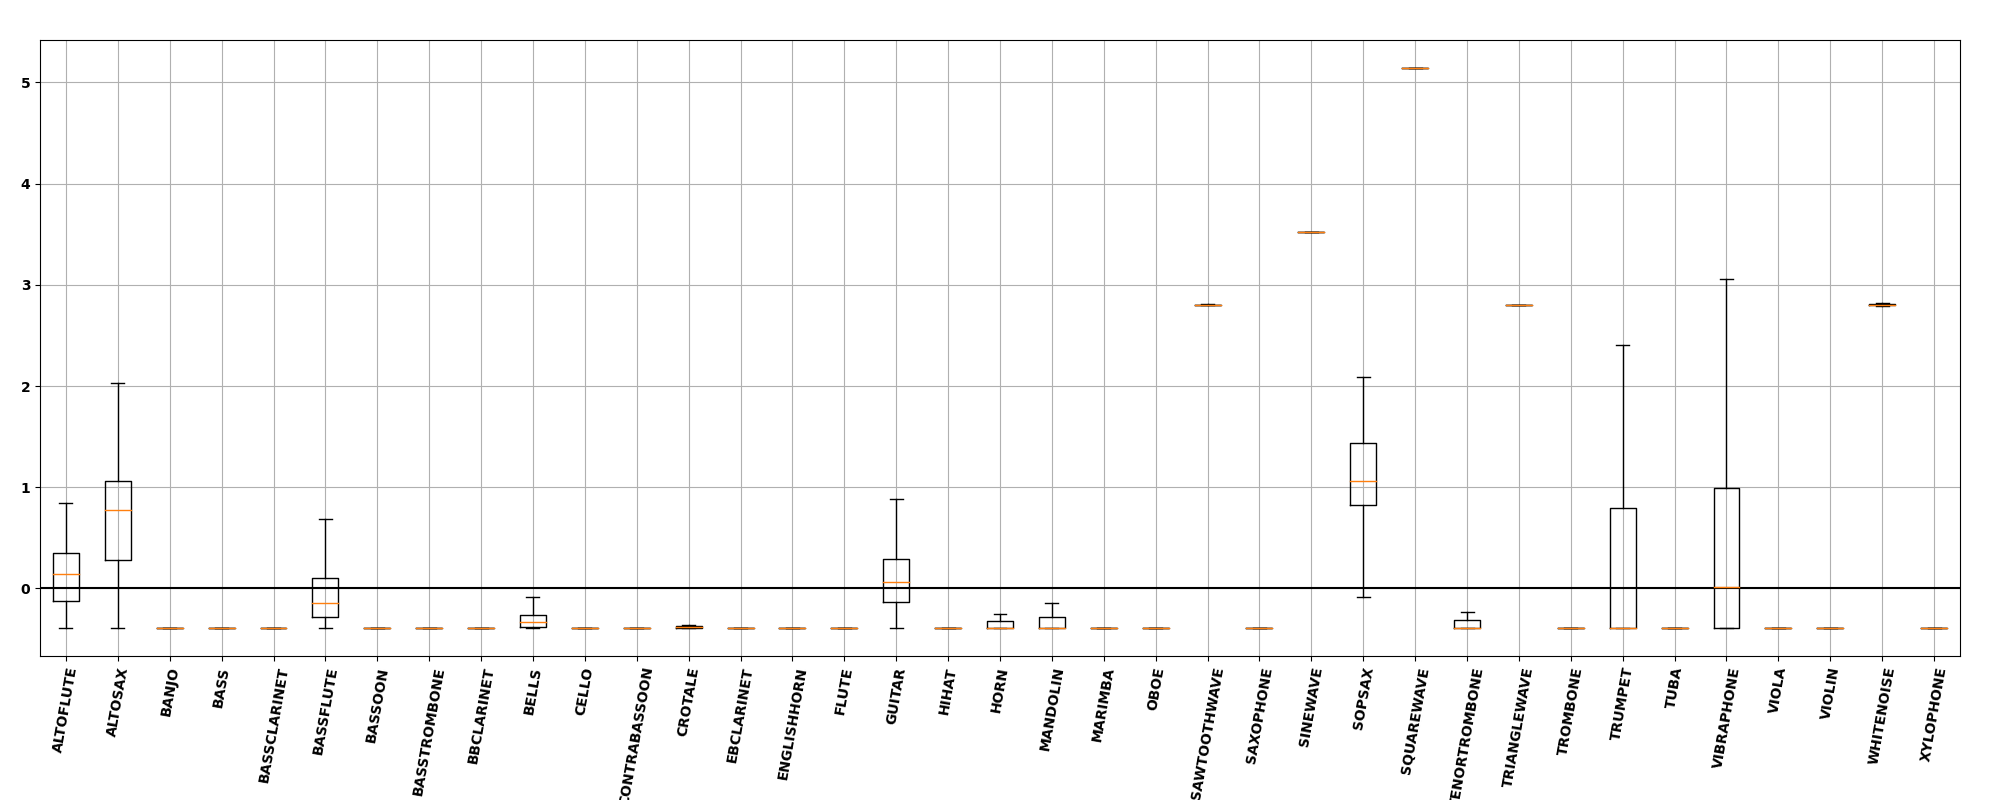 5
4
3
2
1
0
ALTOFLUTE
ALTOSAX
BANJO
BASS
BASSCLARINET
BASSFLUTE
BASSOON
BASSTROMBONE
BBCLARINET
BELLS
CELLO
CONTRABASSOON
CROTALE
EBCLARINET
ENGLISHHORN
FLUTE
GUITAR
HIHAT
HORN
MANDOLIN
MARIMBA
OBOE
SAWTOOTHWAVE
SAXOPHONE
SINEWAVE
SOPSAX
SQUAREWAVE
TENORTROMBONE
TRIANGLEWAVE
TROMBONE
TRUMPET
TUBA
VIBRAPHONE
VIOLA
VIOLIN
WHITENOISE
XYLOPHONE